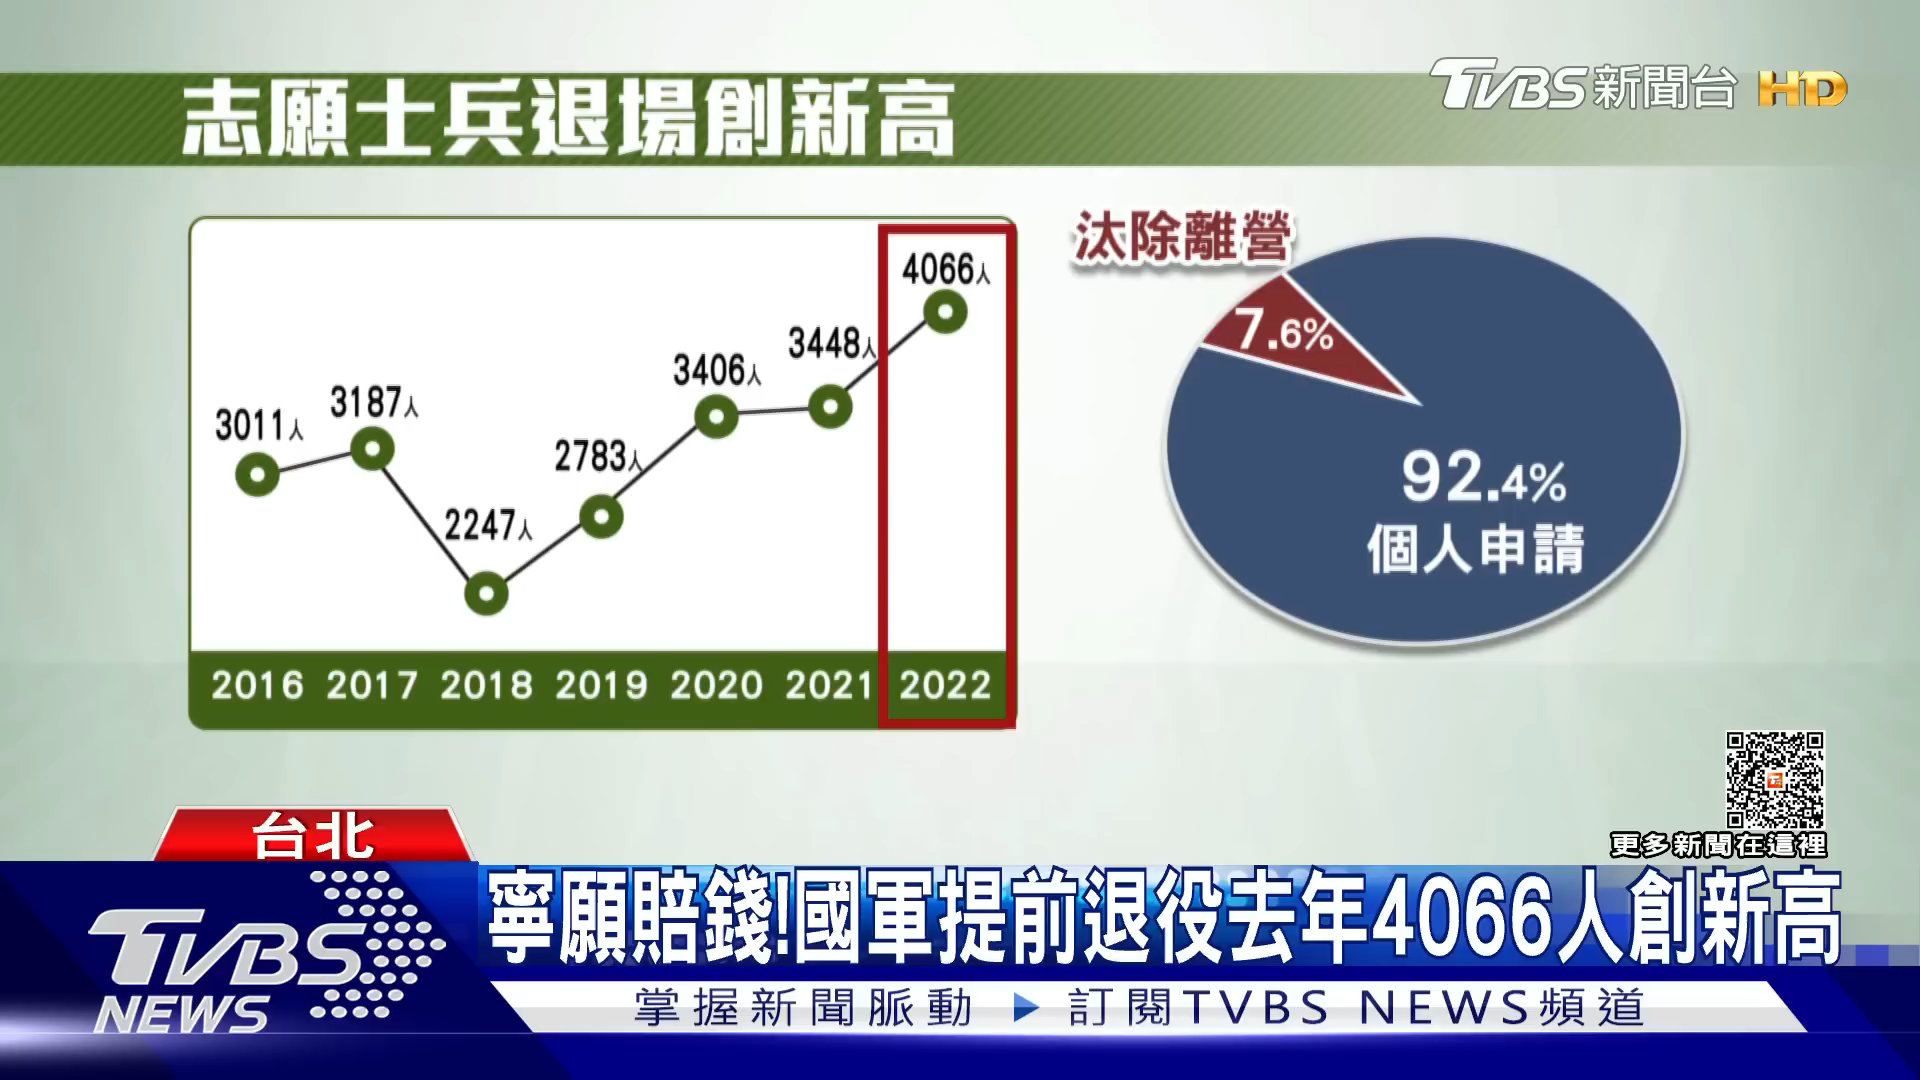 志願士兵退場創新高
TVBS新聞台 HD
汰除離營
7.6%
92.4%
個人申請
4066人
3448人
3406人
3187人
3011人
2783人
2247人
2016 2017 2018 2019 2020 2021 2022
更多新聞在這裡
台北
TVBS
NEWS
寧願賠錢!國軍提前退役去年4066人創新高
掌握新聞脈動 ▶ 訂閱TVBS NEWS頻道